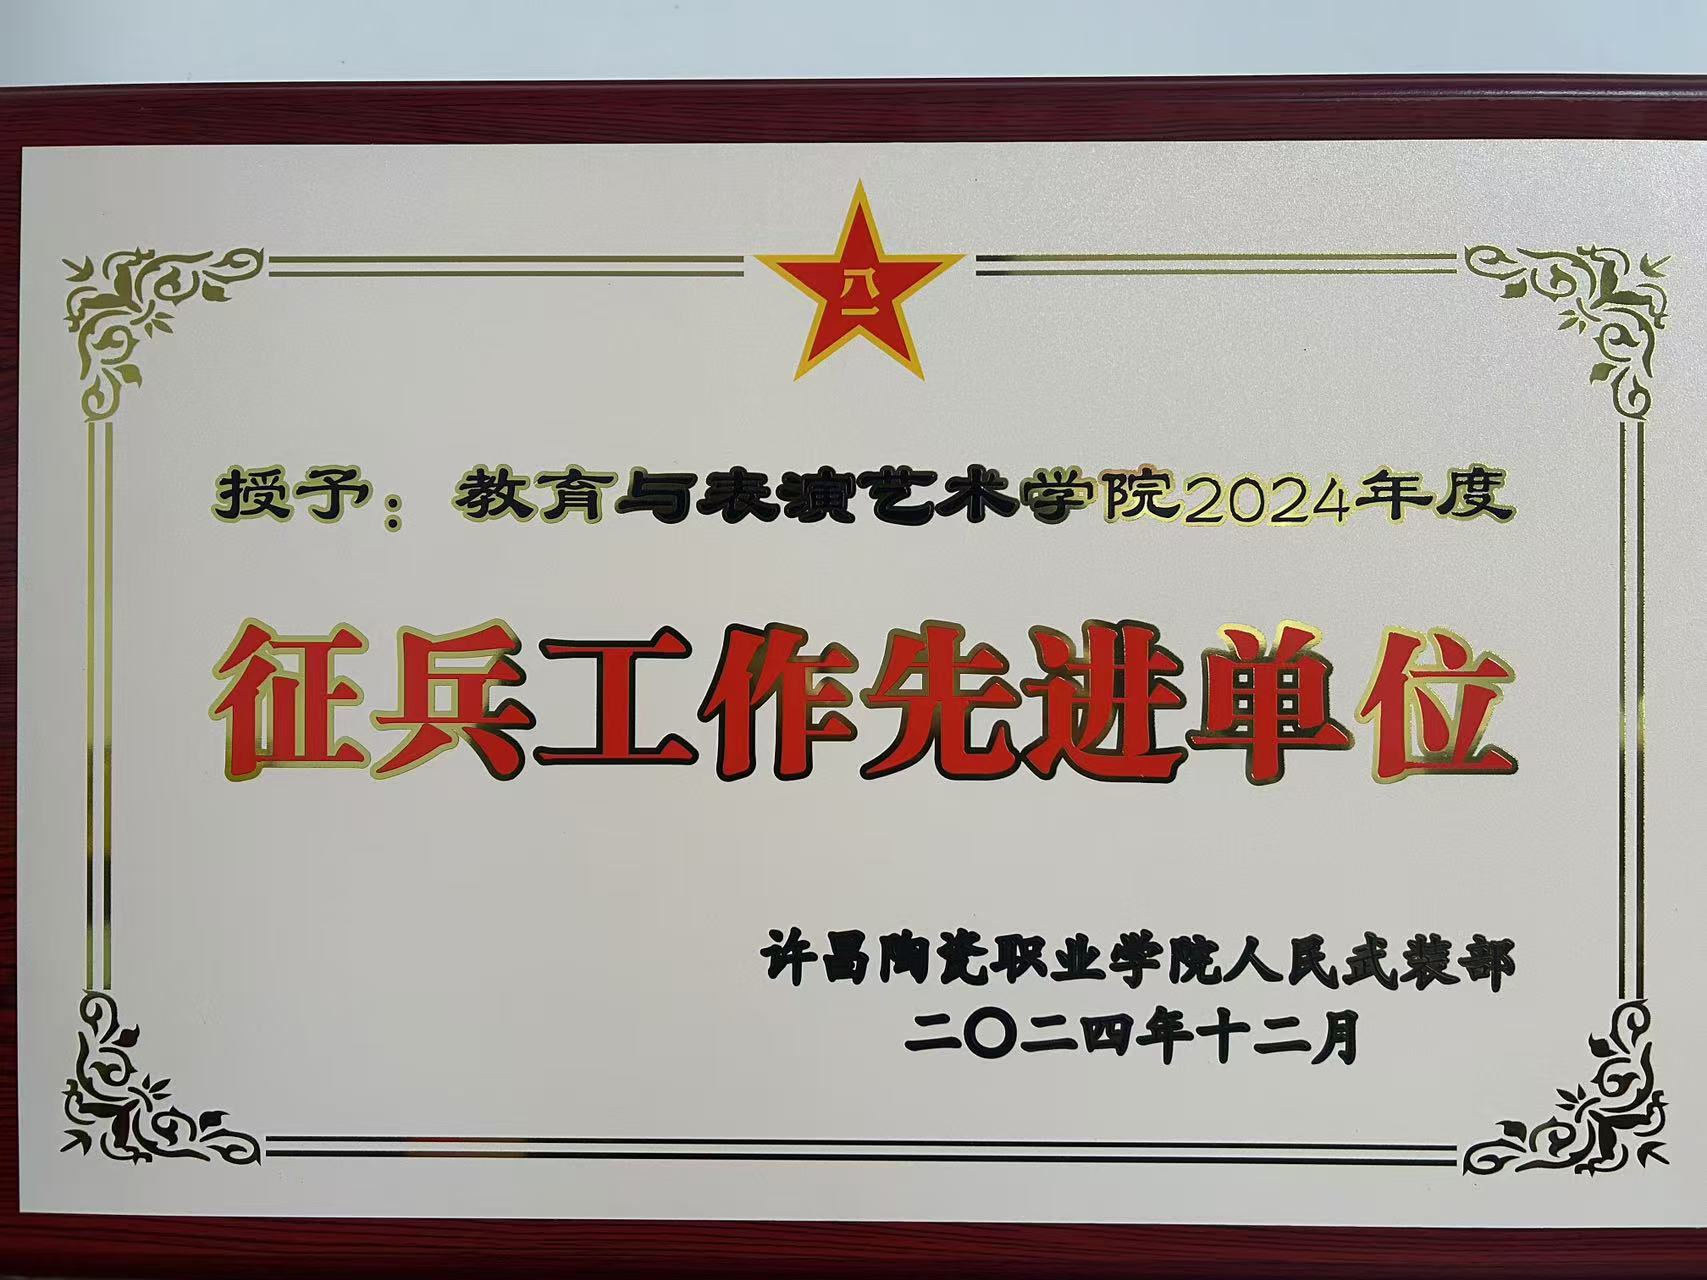 八一
授予：教育与表演艺术学院2024年度
征兵工作先进单位
许昌陶瓷职业学院人民武装部
二〇二四年十二月